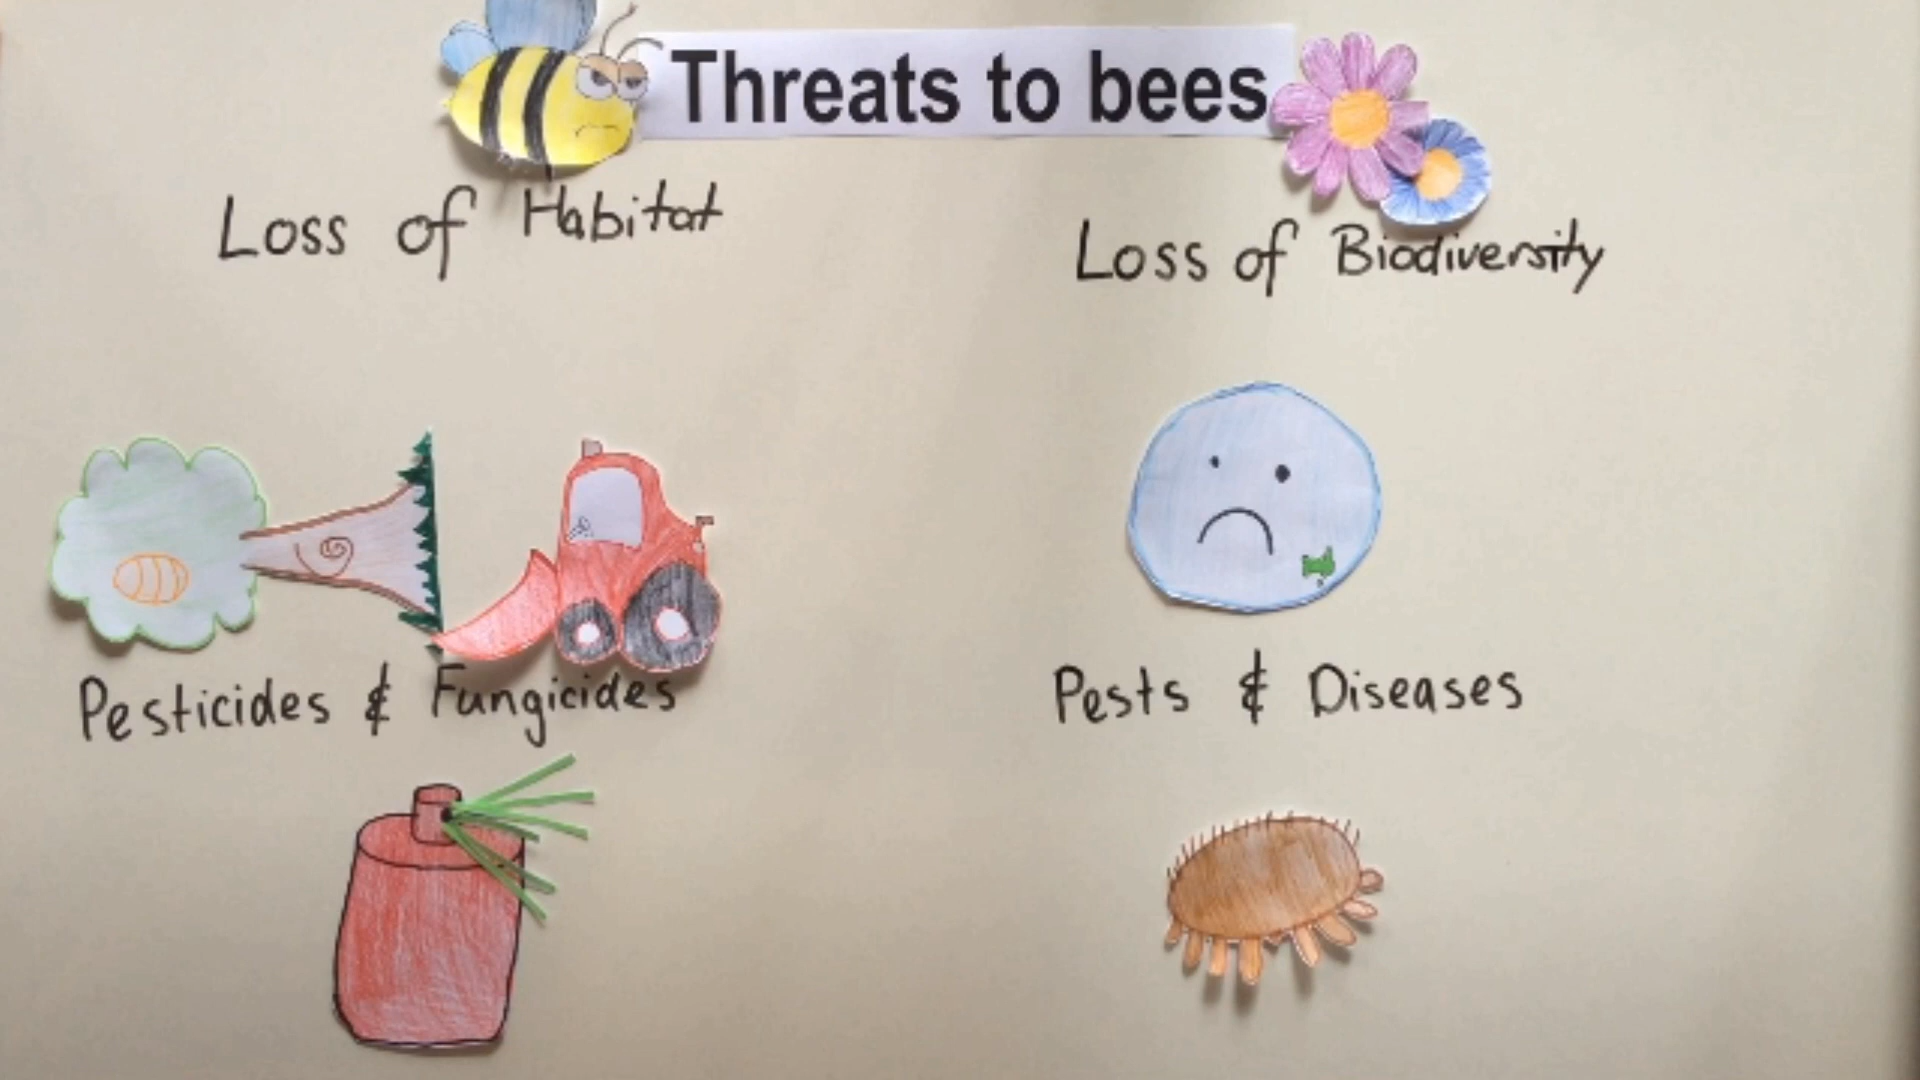 Threats to bees
Loss of Habitat
Loss of Biodiversity
Pesticides & Fungicides
Pests & Diseases